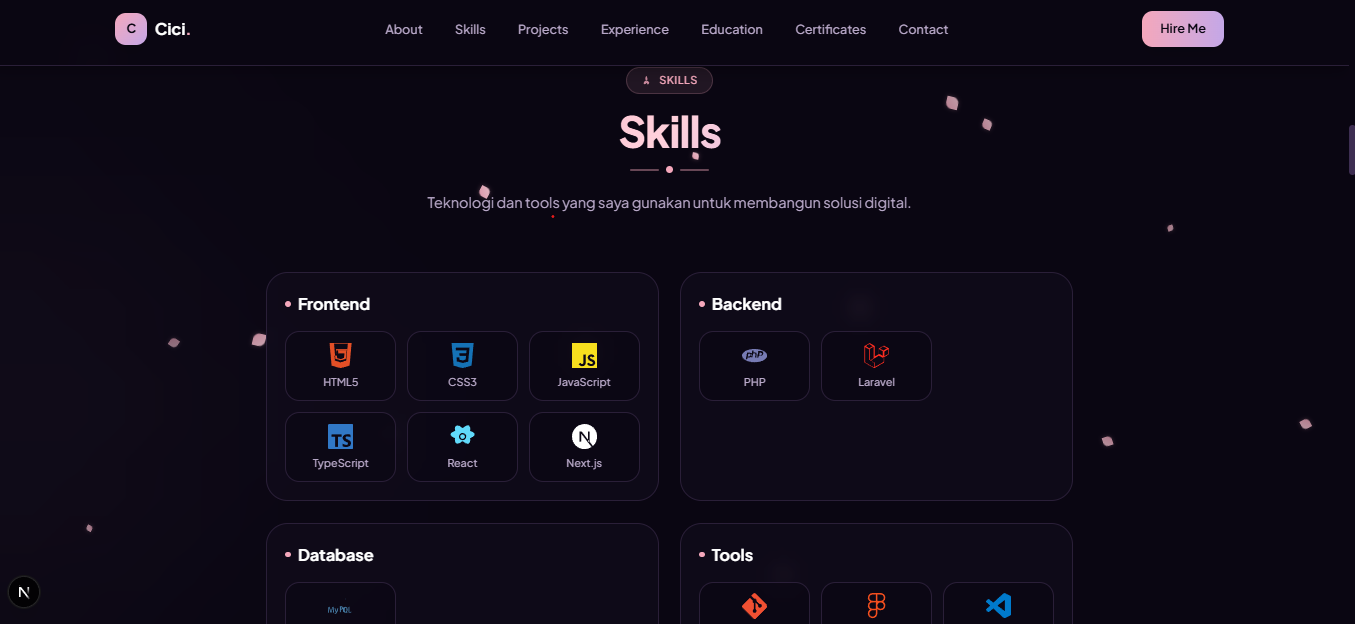 C Cici. About Skills Projects Experience Education Certificates Contact Hire Me
SKILLS
Skills
Teknologi dan tools yang saya gunakan untuk membangun solusi digital.
Frontend
JS
HTML5 CSS3 JavaScript
TS N
TypeScript React Next.js
Backend
php
PHP Laravel
Database
Tools
N